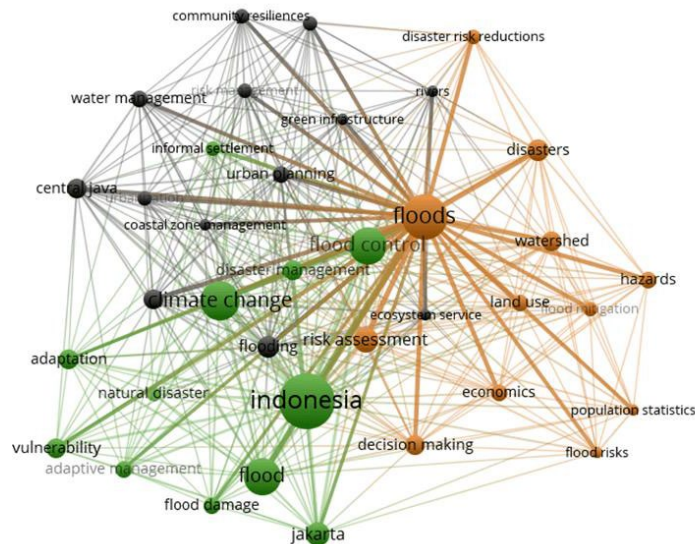 community resiliences
disaster risk reductions
risk management
water management
rivers
green infrastructure
informal settlement
disasters
urban planning
central java
urbanization
floods
coastal zone management
flood control
watershed
disaster management
hazards
climate change
land use
flood mitigation
ecosystem service
risk assessment
flooding
adaptation
natural disaster
indonesia
economics
population statistics
decision making
vulnerability
flood risks
adaptive management
flood
flood damage
jakarta